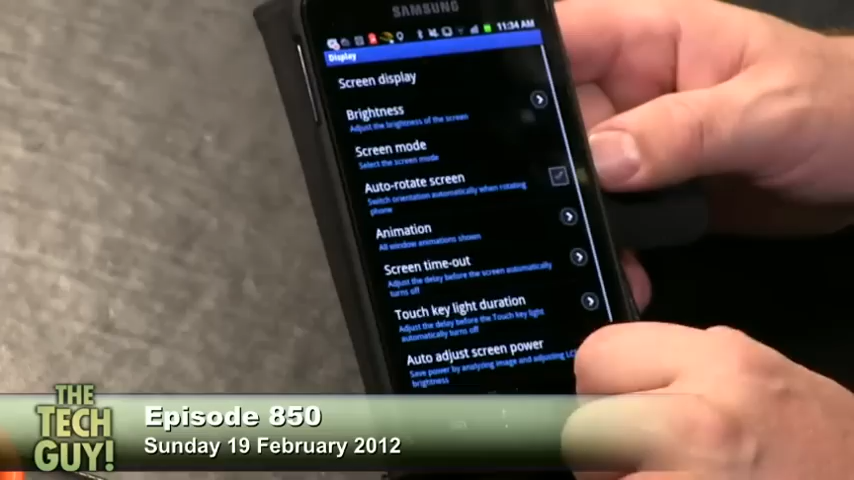 SAMSUNG
11:34 AM
Display
Screen display
Brightness
Adjust the brightness of the screen
Screen mode
Select the screen mode
Auto-rotate screen
Switch orientation automatically when rotating
phone
Animation
All window animations shown
Screen time-out
Adjust the delay before the screen automatically
turns off
Touch key light duration
Adjust the delay before the Touch key light
automatically turns off
Auto adjust screen power
Save power by analyzing image and adjusting LCD
brightness
THE
TECH
GUY!
Episode 850
Sunday 19 February 2012